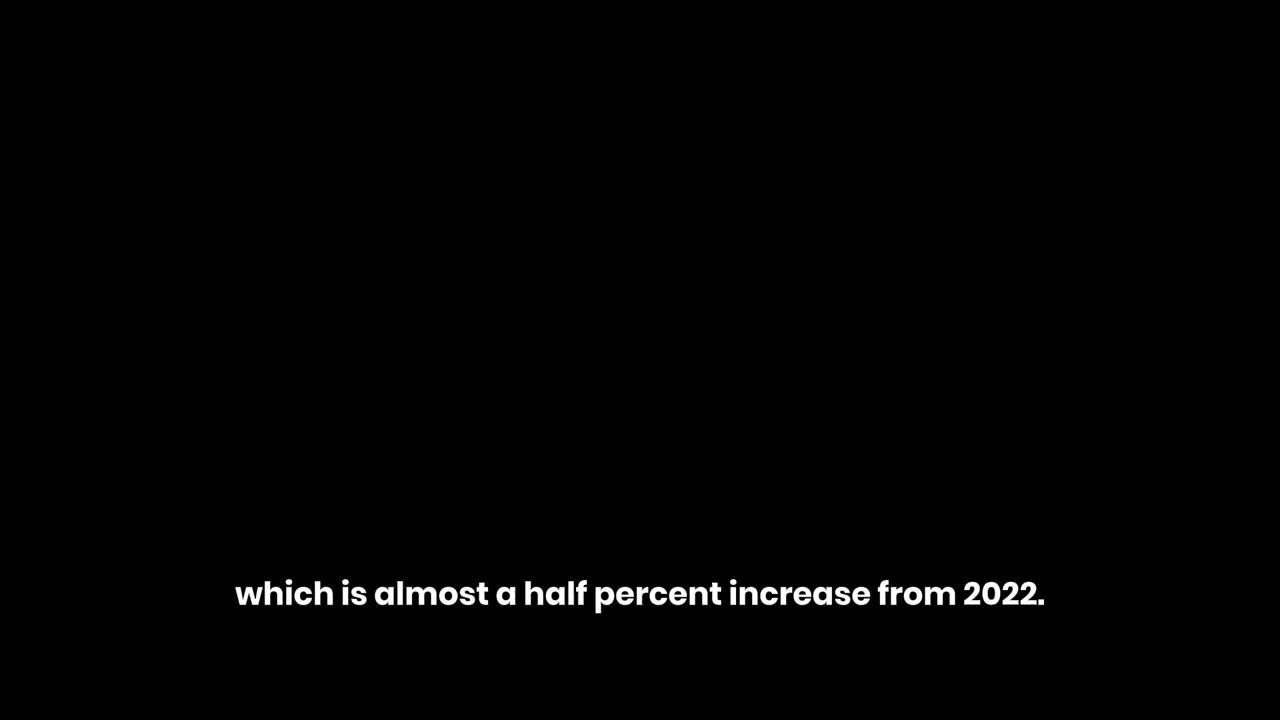 which is almost a half percent increase from 2022.